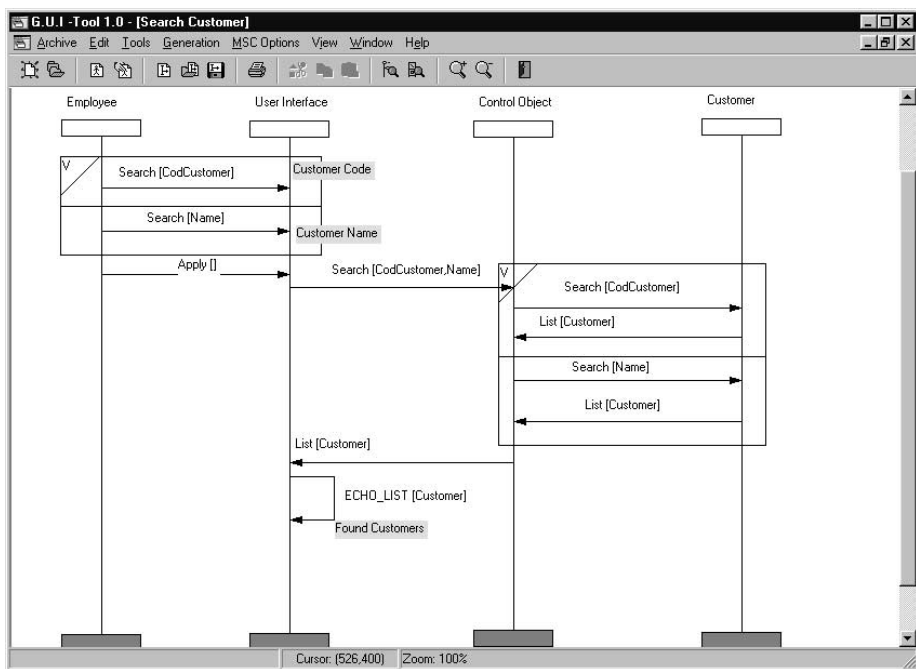 G.U.I -Tool 1.0 - [Search Customer]
Archive Edit Tools Generation MSC Options View Window Help
Employee User Interface Control Object Customer
V
Search [CodCustomer]
Customer Code
Search [Name]
Customer Name
Apply []
Search [CodCustomer,Name]
V
Search [CodCustomer]
List [Customer]
Search [Name]
List [Customer]
List [Customer]
ECHO_LIST [Customer]
Found Customers
Cursor: (526,400) Zoom: 100%